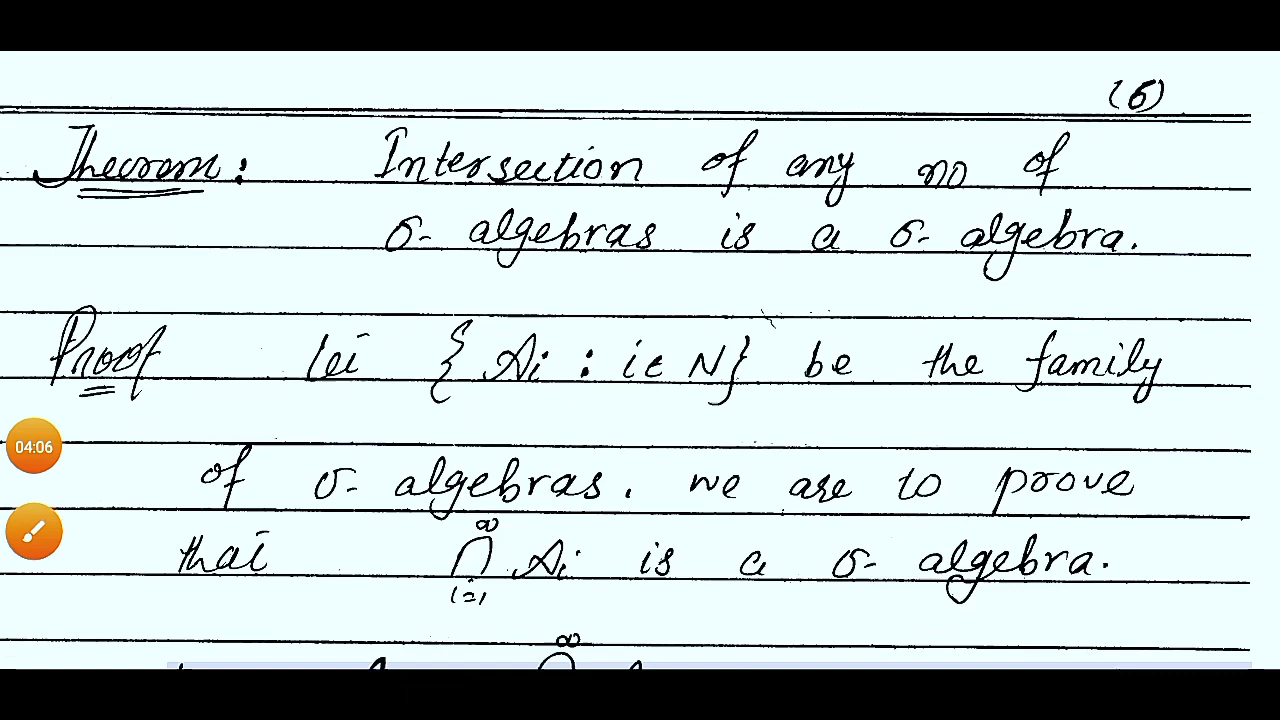 (6)
Theorem: Intersection of any no of
σ- algebras is a σ- algebra.
Proof Let {Ai : i ∈ N} be the family
of σ- algebras. we are to prove
04:06
that ∞∩i=1 Ai is a σ- algebra.